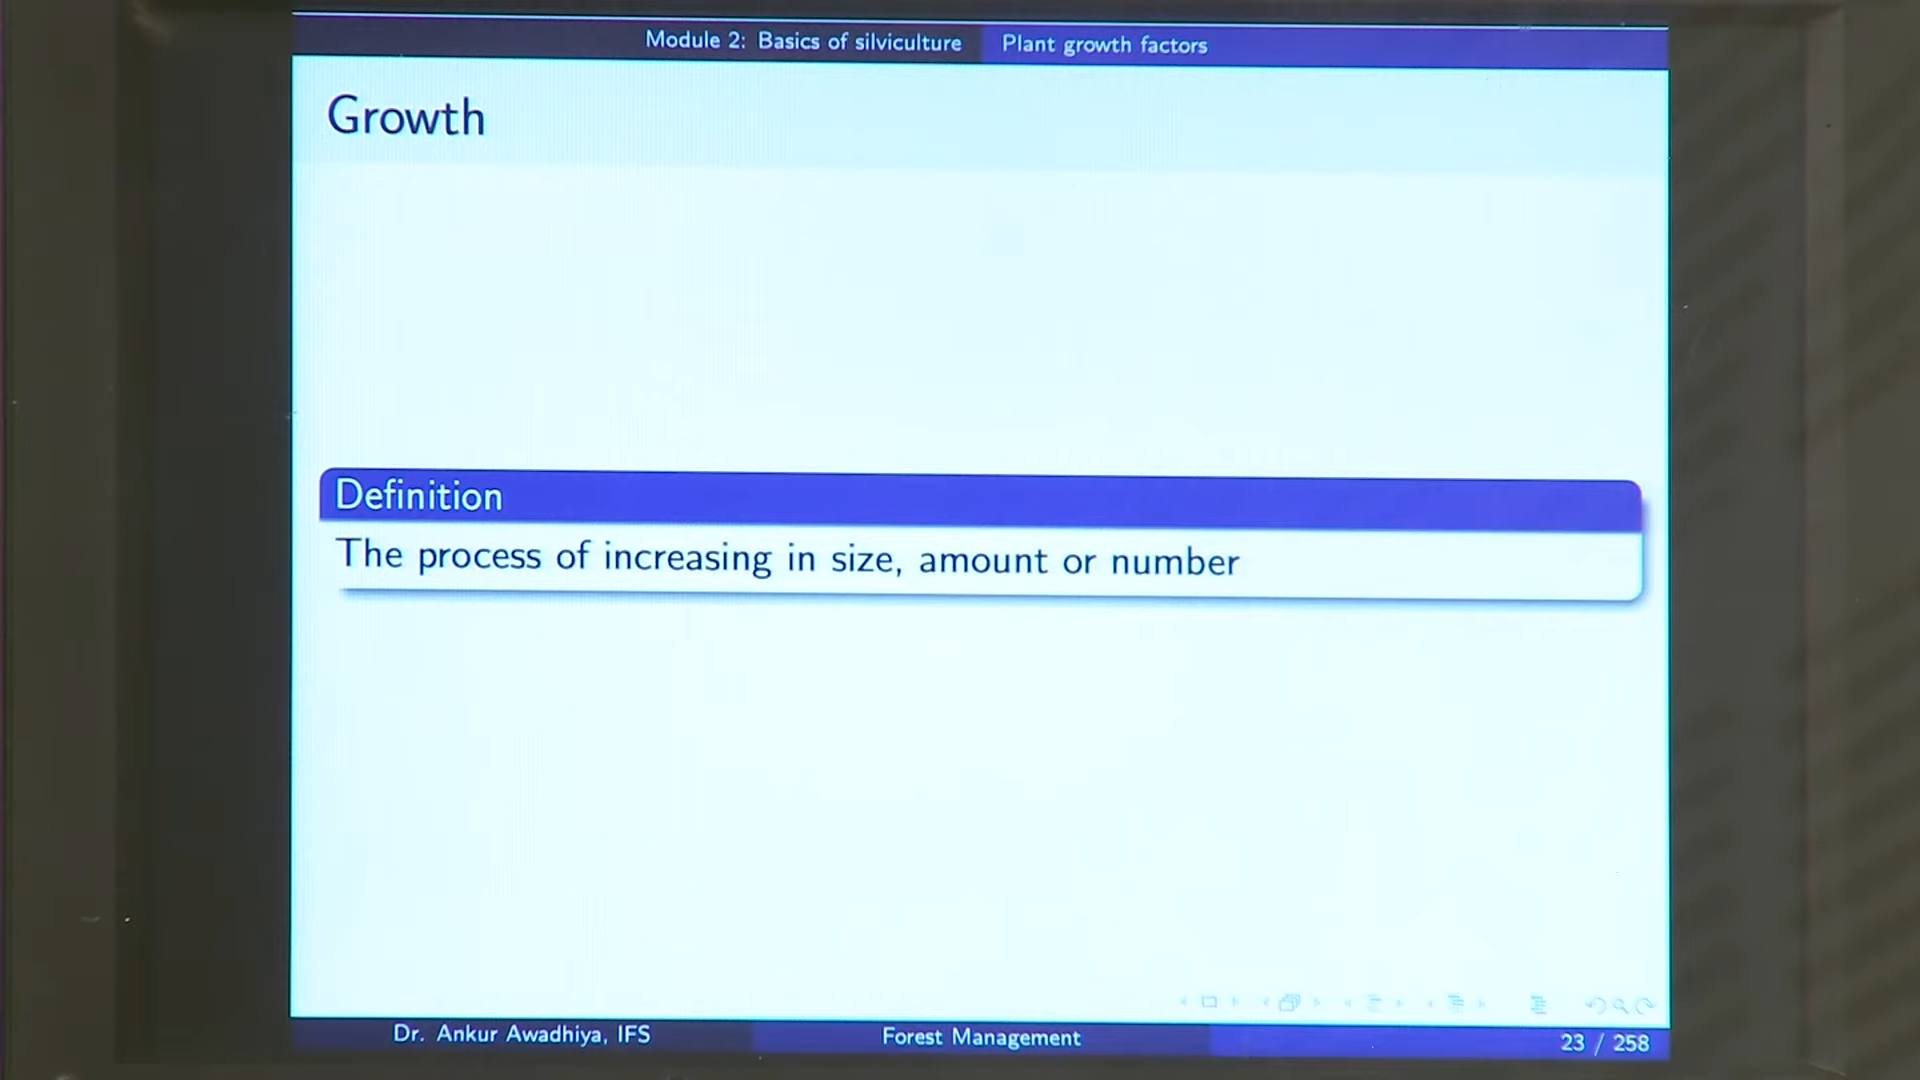 Module 2: Basics of silviculture Plant growth factors
Growth
Definition
The process of increasing in size, amount or number
Dr. Ankur Awadhiya, IFS Forest Management 23 / 258